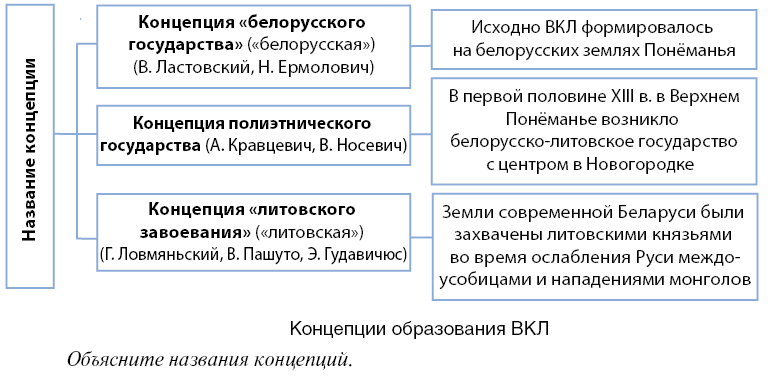 Название концепции
Концепция «белорусского
государства» («белорусская»)
(В. Ластовский, Н. Ермолович)
Исходно ВКЛ формировалось
на белорусских землях Понёманья
Концепция полиэтнического
государства (А. Кравцевич, В. Носевич)
В первой половине XIII в. в Верхнем
Понёманье возникло
белорусско-литовское государство
с центром в Новогородке
Концепция «литовского
завоевания» («литовская»)
(Г. Ловмяньский, В. Пашуто, Э. Гудавичюс)
Земли современной Беларуси были
захвачены литовскими князьями
во время ослабления Руси междо-
усобицами и нападениями монголов
Концепции образования ВКЛ
Объясните названия концепций.